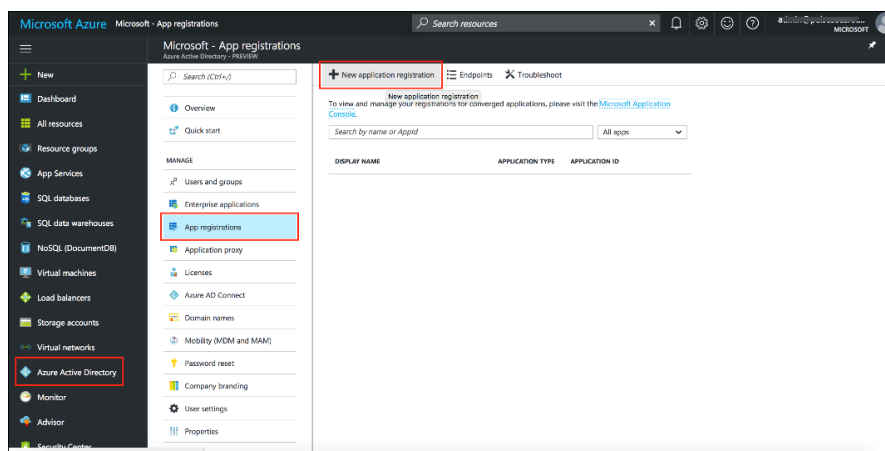 Microsoft Azure Microsoft - App registrations
Search resources
MICROSOFT
Microsoft - App registrations
Azure Active Directory - PREVIEW
New
Dashboard
All resources
Resource groups
App Services
SQL databases
SQL data warehouses
NoSQL (DocumentDB)
Virtual machines
Load balancers
Storage accounts
Virtual networks
Azure Active Directory
Monitor
Advisor
Security Center
Search (Ctrl+/)
Overview
Quick start
MANAGE
Users and groups
Enterprise applications
App registrations
Application proxy
Licenses
Azure AD Connect
Domain names
Mobility (MDM and MAM)
Password reset
Company branding
User settings
Properties
New application registration Endpoints Troubleshoot
New application registration
To view and manage your registrations for converged applications, please visit the Microsoft Application
Console.
Search by name or AppId All apps
DISPLAY NAME APPLICATION TYPE APPLICATION ID